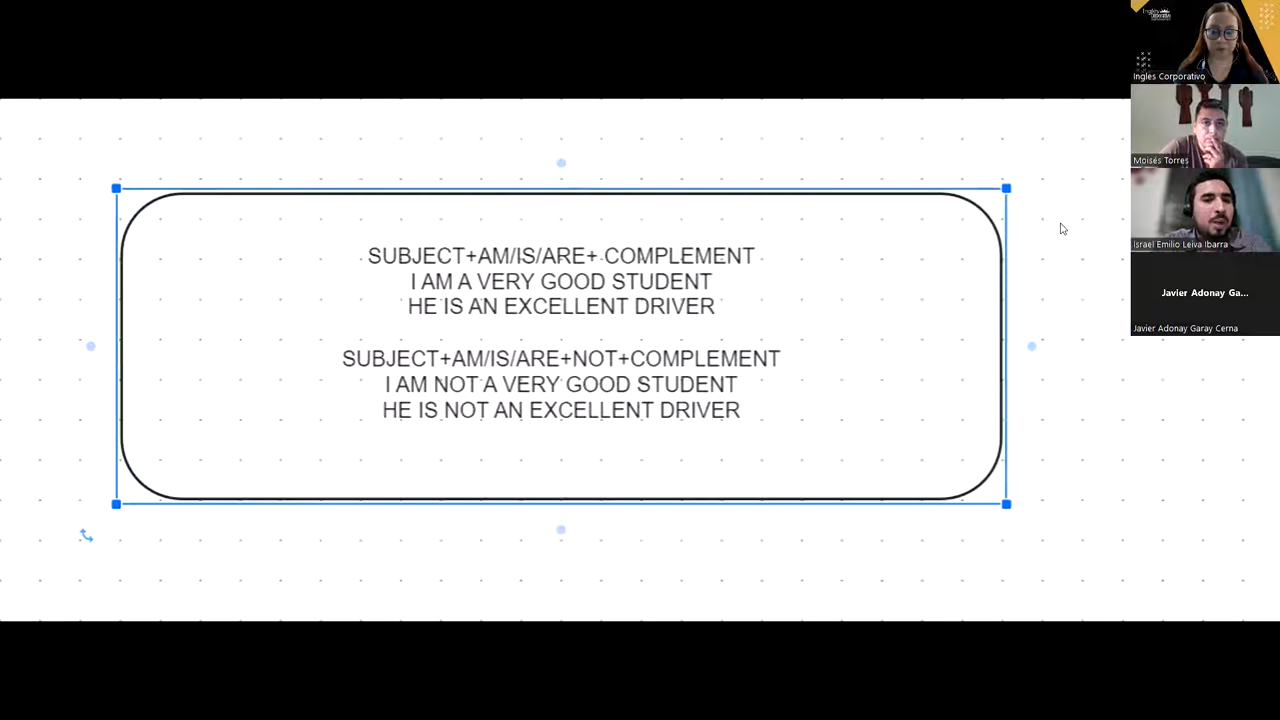 SUBJECT+AM/IS/ARE+ COMPLEMENT
I AM A VERY GOOD STUDENT
HE IS AN EXCELLENT DRIVER
SUBJECT+AM/IS/ARE+NOT+COMPLEMENT
I AM NOT A VERY GOOD STUDENT
HE IS NOT AN EXCELLENT DRIVER
Ingles Corporativo
Moisés Torres
Israel Emilio Leiva Ibarra
Javier Adonay Ga...
Javier Adonay Garay Cerna